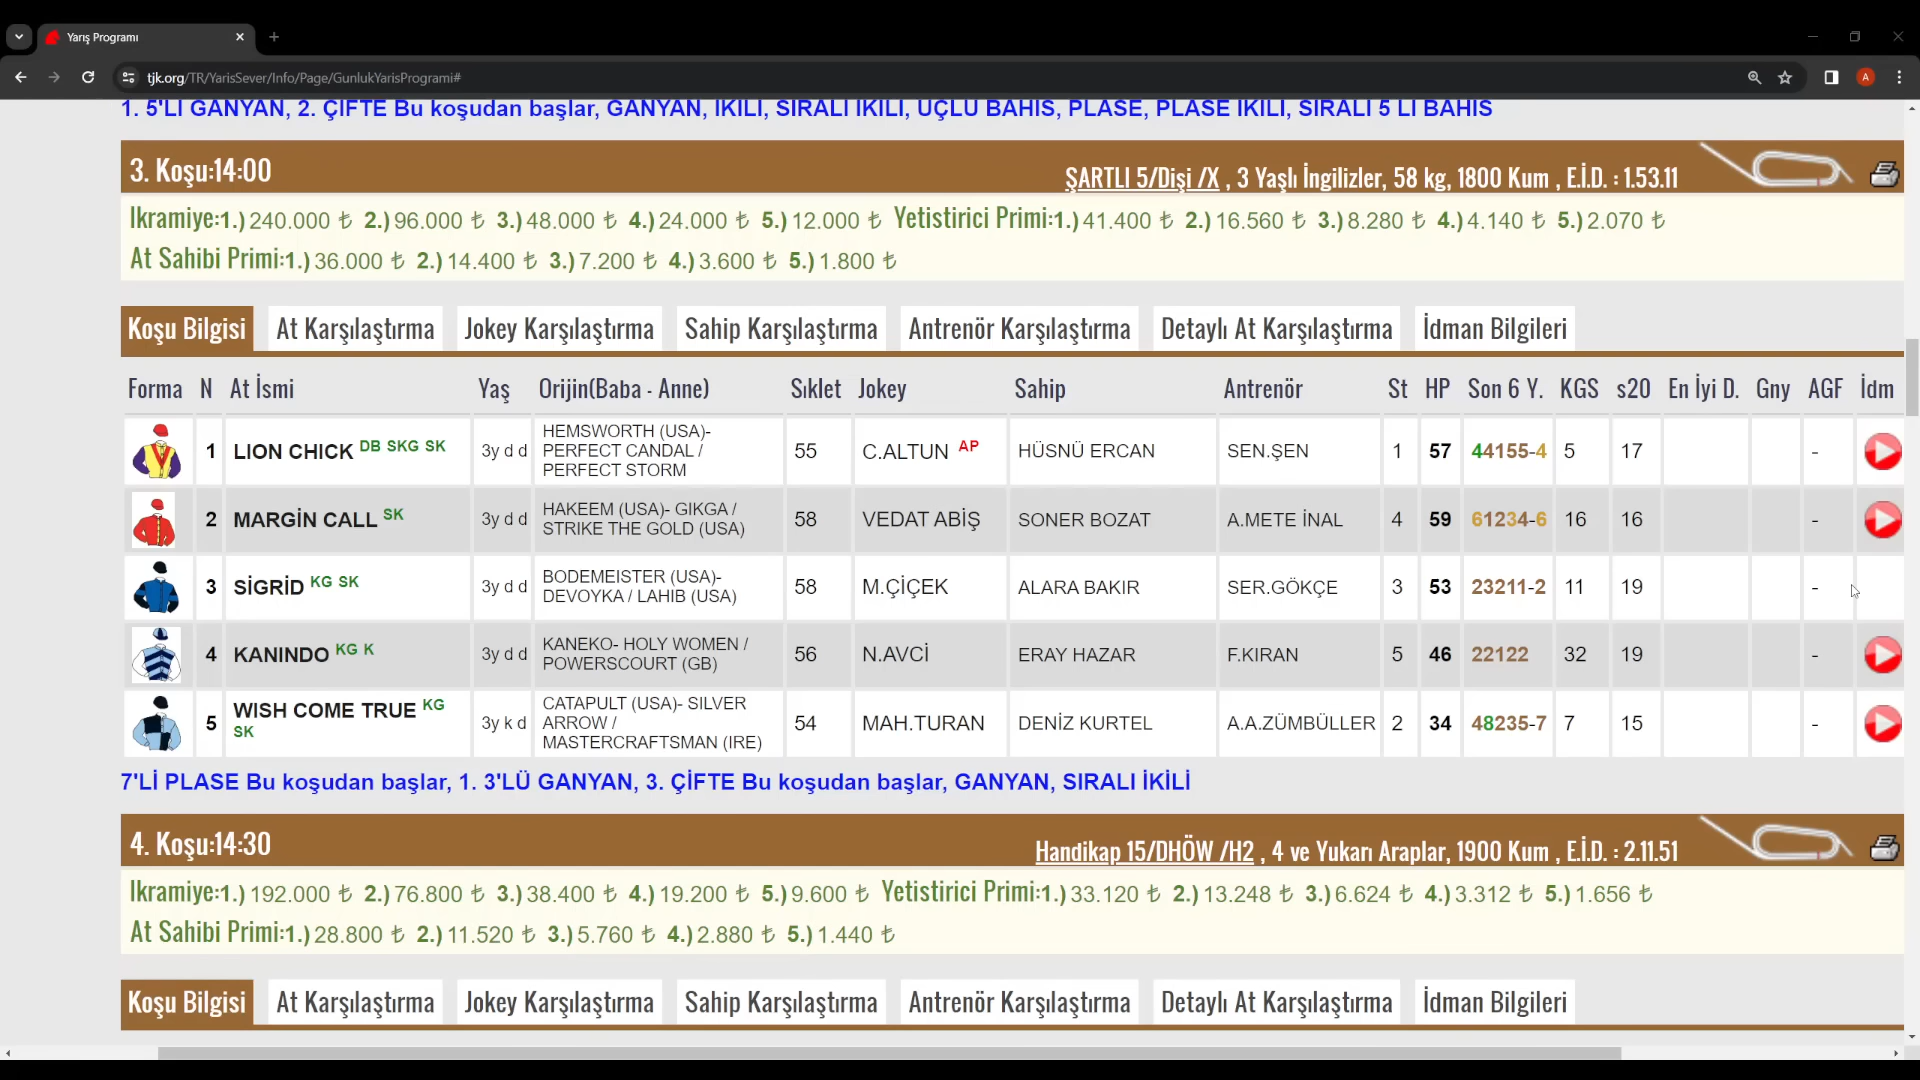 Yarış Programı
tjk.org/TR/YarisSever/Info/Page/GunlukYarisProgrami#
A
1. 5'Lİ GANYAN, 2. ÇİFTE Bu koşudan başlar, GANYAN, İKİLİ, SIRALI İKİLİ, ÜÇLÜ BAHİS, PLASE, PLASE İKİLİ, SIRALI 5 Lİ BAHİS
3. Koşu:14:00
ŞARTLI 5/Dişi /X , 3 Yaşlı İngilizler, 58 kg, 1800 Kum , E.İ.D. : 1.53.11
Ikramiye:1.) 240.000 ₺ 2.) 96.000 ₺ 3.) 48.000 ₺ 4.) 24.000 ₺ 5.) 12.000 ₺ Yetistirici Primi:1.) 41.400 ₺ 2.) 16.560 ₺ 3.) 8.280 ₺ 4.) 4.140 ₺ 5.) 2.070 ₺
At Sahibi Primi:1.) 36.000 ₺ 2.) 14.400 ₺ 3.) 7.200 ₺ 4.) 3.600 ₺ 5.) 1.800 ₺
Koşu Bilgisi At Karşılaştırma Jokey Karşılaştırma Sahip Karşılaştırma Antrenör Karşılaştırma Detaylı At Karşılaştırma İdman Bilgileri
Forma N At İsmi Yaş Orijin(Baba - Anne) Sıklet Jokey Sahip Antrenör St HP Son 6 Y. KGS s20 En İyi D. Gny AGF İdm
1 LION CHICK DB SKG SK 3y d d HEMSWORTH (USA)- PERFECT CANDAL / PERFECT STORM 55 C.ALTUN AP HÜSNÜ ERCAN SEN.ŞEN 1 57 44155-4 5 17 -
2 MARGİN CALL SK 3y d d HAKEEM (USA)- GIKGA / STRIKE THE GOLD (USA) 58 VEDAT ABİŞ SONER BOZAT A.METE İNAL 4 59 61234-6 16 16 -
3 SİGRİD KG SK 3y d d BODEMEISTER (USA)- DEVOYKA / LAHIB (USA) 58 M.ÇİÇEK ALARA BAKIR SER.GÖKÇE 3 53 23211-2 11 19 -
4 KANINDO KG K 3y d d KANEKO- HOLY WOMEN / POWERSCOURT (GB) 56 N.AVCİ ERAY HAZAR F.KIRAN 5 46 22122 32 19 -
5 WISH COME TRUE KG SK 3y k d CATAPULT (USA)- SILVER ARROW / MASTERCRAFTSMAN (IRE) 54 MAH.TURAN DENİZ KURTEL A.A.ZÜMBÜLLER 2 34 48235-7 7 15 -
7'Lİ PLASE Bu koşudan başlar, 1. 3'LÜ GANYAN, 3. ÇİFTE Bu koşudan başlar, GANYAN, SIRALI İKİLİ
4. Koşu:14:30
Handikap 15/DHÖW /H2 , 4 ve Yukarı Araplar, 1900 Kum , E.İ.D. : 2.11.51
Ikramiye:1.) 192.000 ₺ 2.) 76.800 ₺ 3.) 38.400 ₺ 4.) 19.200 ₺ 5.) 9.600 ₺ Yetistirici Primi:1.) 33.120 ₺ 2.) 13.248 ₺ 3.) 6.624 ₺ 4.) 3.312 ₺ 5.) 1.656 ₺
At Sahibi Primi:1.) 28.800 ₺ 2.) 11.520 ₺ 3.) 5.760 ₺ 4.) 2.880 ₺ 5.) 1.440 ₺
Koşu Bilgisi At Karşılaştırma Jokey Karşılaştırma Sahip Karşılaştırma Antrenör Karşılaştırma Detaylı At Karşılaştırma İdman Bilgileri